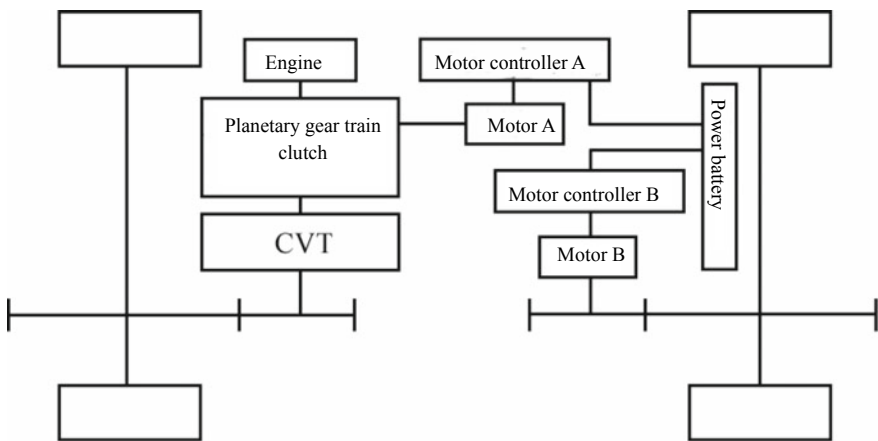 Engine
Motor controller A
Planetary gear train
clutch
Motor A
Power battery
Motor controller B
CVT
Motor B